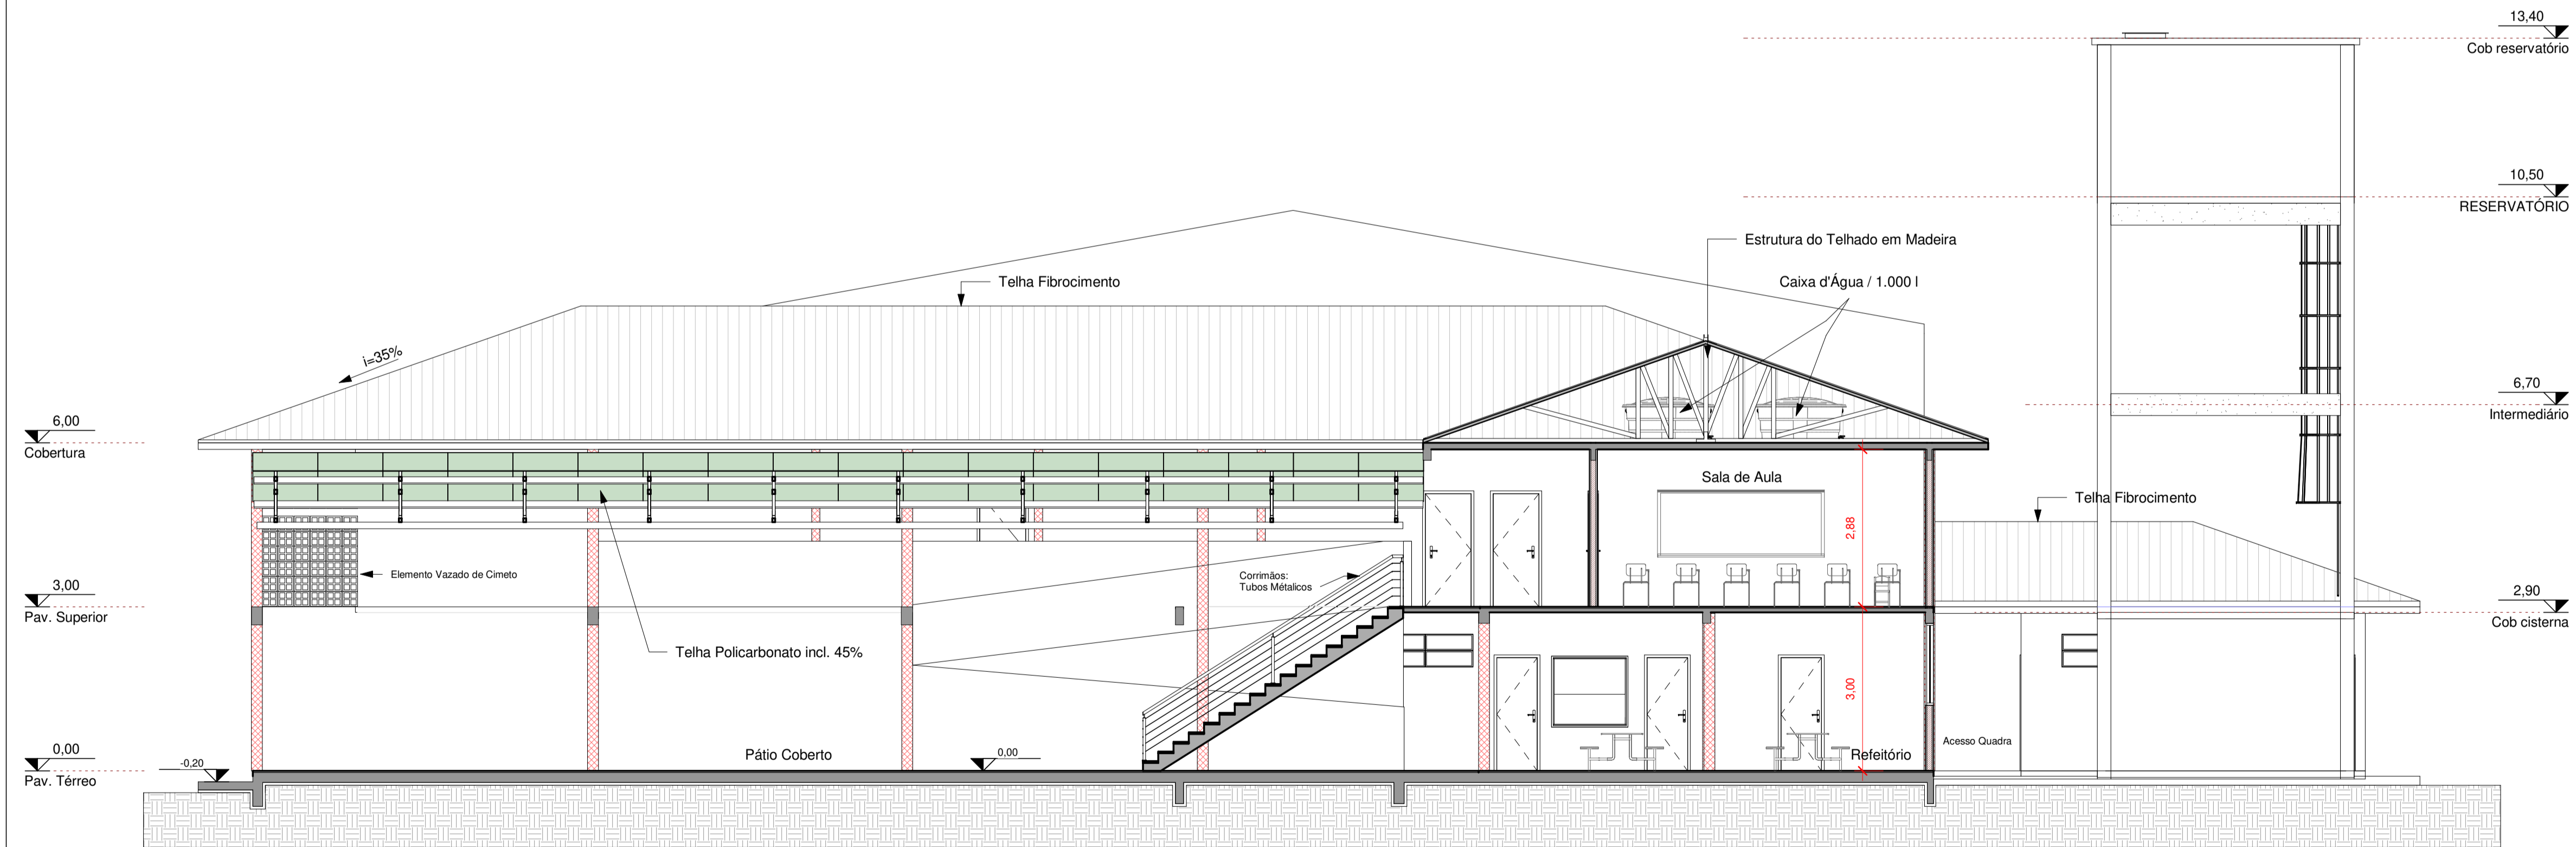 13,40
Cob reservatório
10,50
RESERVATÓRIO
Estrutura do Telhado em Madeira
Telha Fibrocimento
Caixa d'Água / 1.000 l
i=35%
6,70
Intermediário
6,00
Cobertura
Sala de Aula
Telha Fibrocimento
2,88
Elemento Vazado de Cimeto
Corrimãos:
Tubos Métalicos
3,00
Pav. Superior
2,90
Cob cisterna
Telha Policarbonato incl. 45%
3,00
Acesso Quadra
0,00
Pav. Térreo
-0,20
Pátio Coberto
0,00
Refeitório